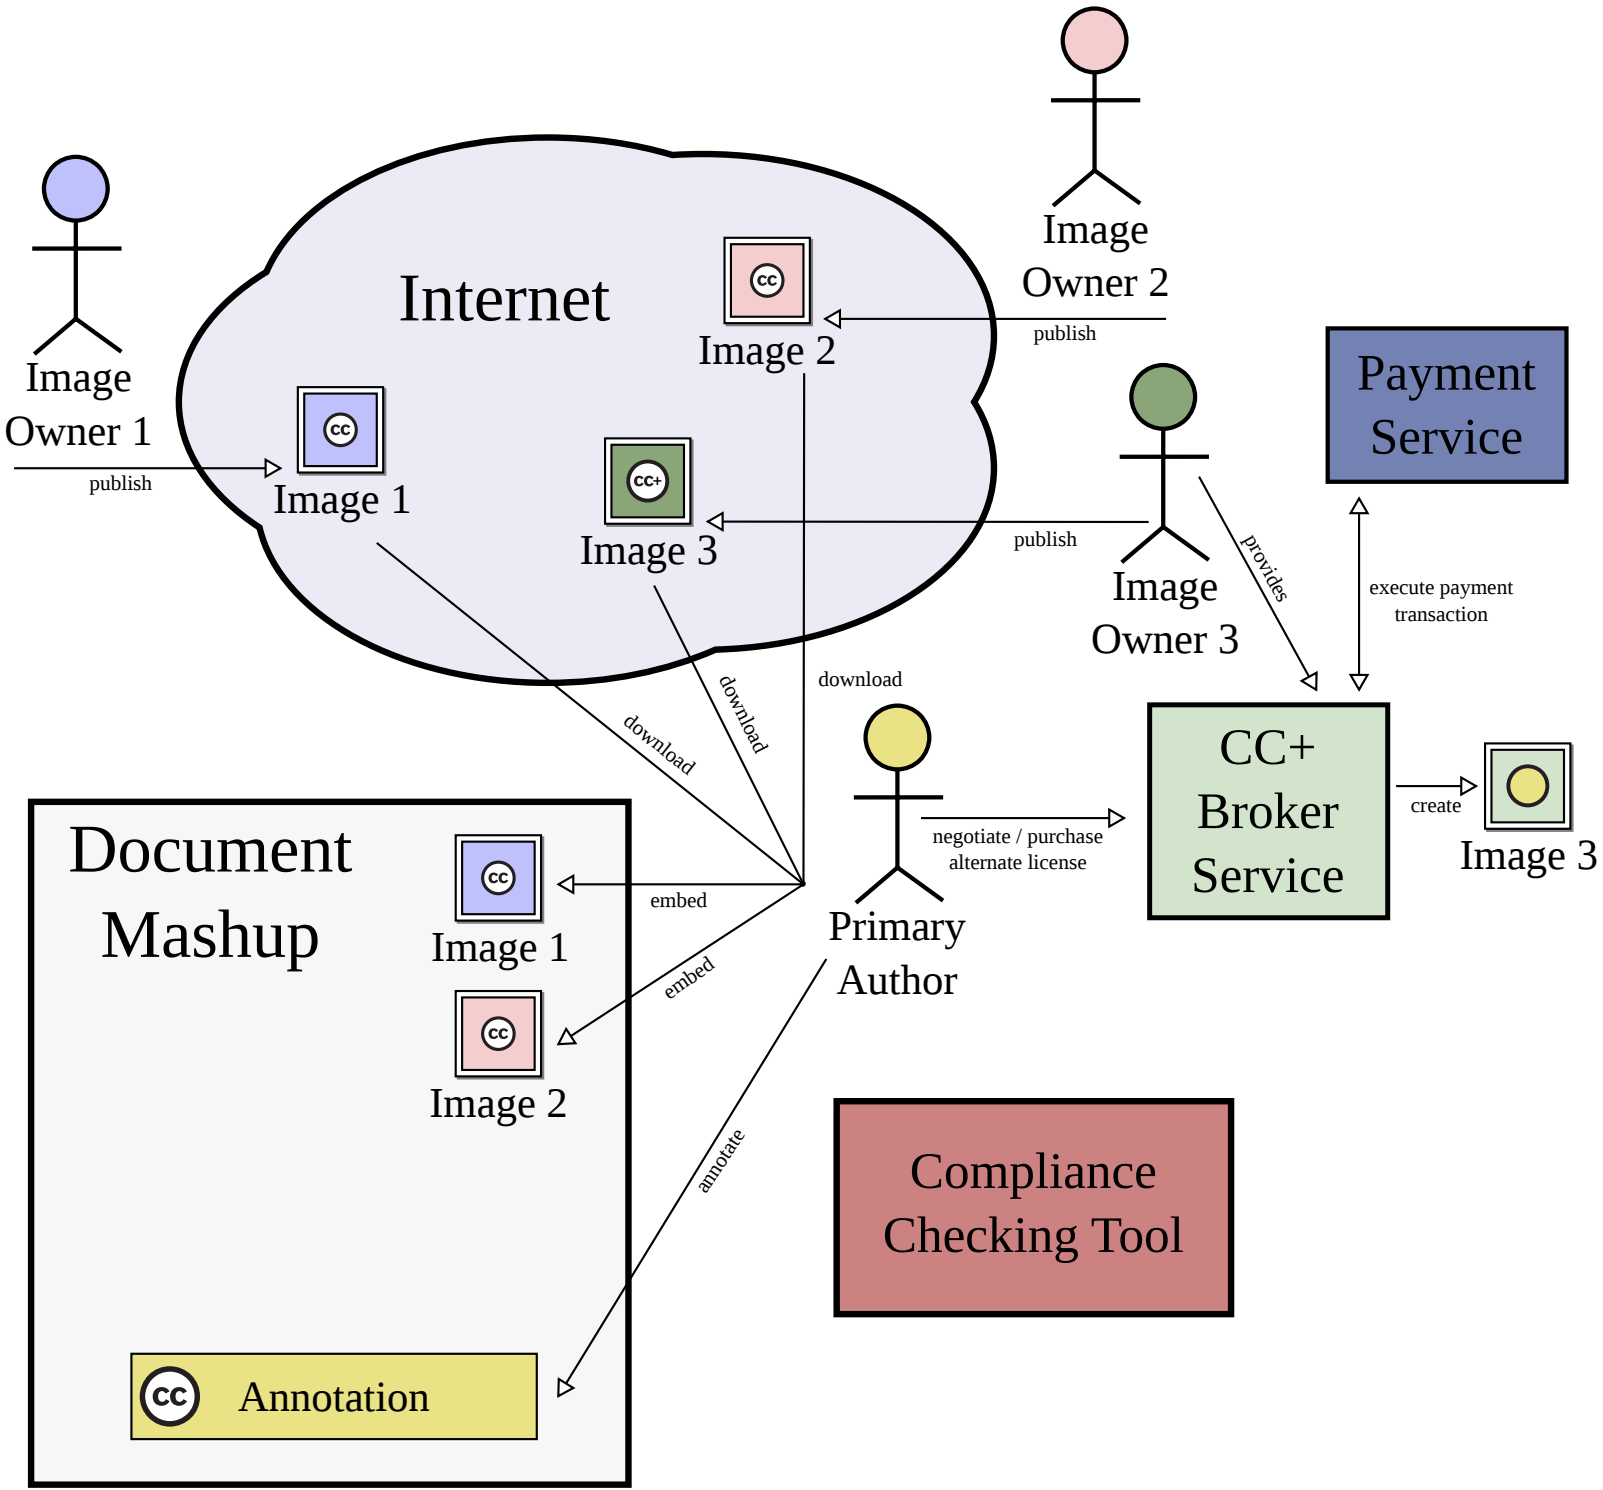 Image
Owner 2
publish
Internet
CC
Image 2
Image
Owner 1
publish
CC
Image 1
CC+
Image 3
publish
Image
Owner 3
provides
Payment
Service
execute payment
transaction
download
download
download
CC+
Broker
Service
create
Image 3
negotiate / purchase
alternate license
Primary
Author
Document
Mashup
CC
Image 1
embed
CC
Image 2
embed
annotate
Compliance
Checking Tool
CC
Annotation